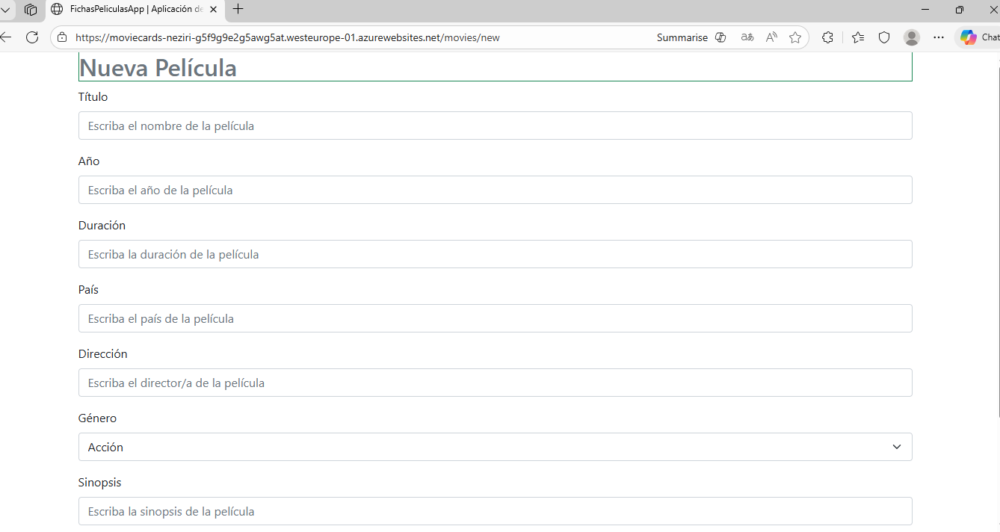 FichasPeliculasApp | Aplicación de
https://moviecards-neziri-g5f9g9e2g5awg5at.westeurope-01.azurewebsites.net/movies/new
Summarise
Chat
Nueva Película
Título
Escriba el nombre de la película
Año
Escriba el año de la película
Duración
Escriba la duración de la película
País
Escriba el país de la película
Dirección
Escriba el director/a de la película
Género
Acción
Sinopsis
Escriba la sinopsis de la película